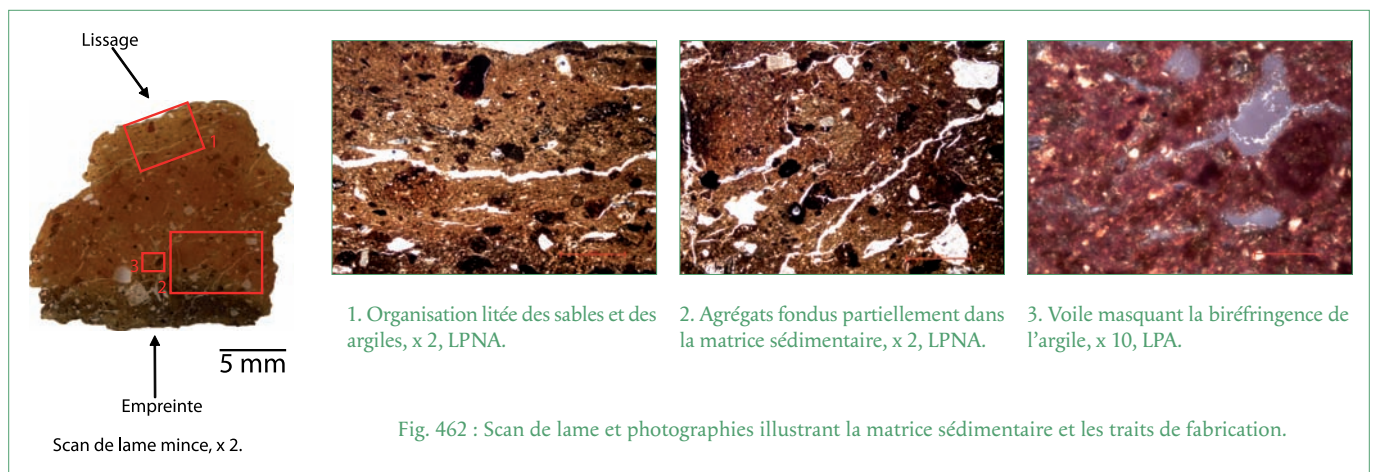 Lissage
1
3
2
5 mm
Empreinte
Scan de lame mince, x 2.
1. Organisation litée des sables et des
argiles, x 2, LPNA.
2. Agrégats fondus partiellement dans
la matrice sédimentaire, x 2, LPNA.
3. Voile masquant la biréfringence de
l'argile, x 10, LPA.
Fig. 462 : Scan de lame et photographies illustrant la matrice sédimentaire et les traits de fabrication.